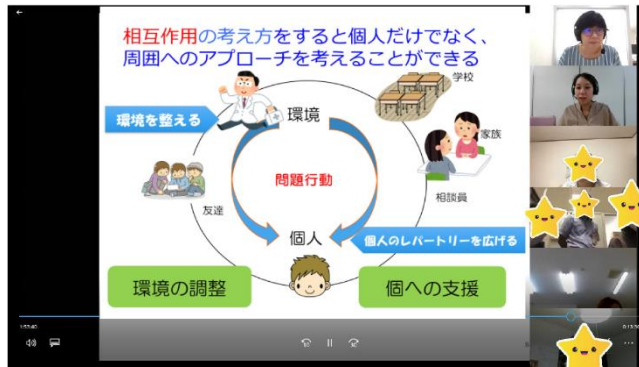 相互作用の考え方をすると個人だけでなく、
周囲へのアプローチを考えることができる
学校
環境
環境を整える
家族
問題行動
友達
相談員
個人
個人のレパートリーを広げる
環境の調整
個への支援
1:53:40